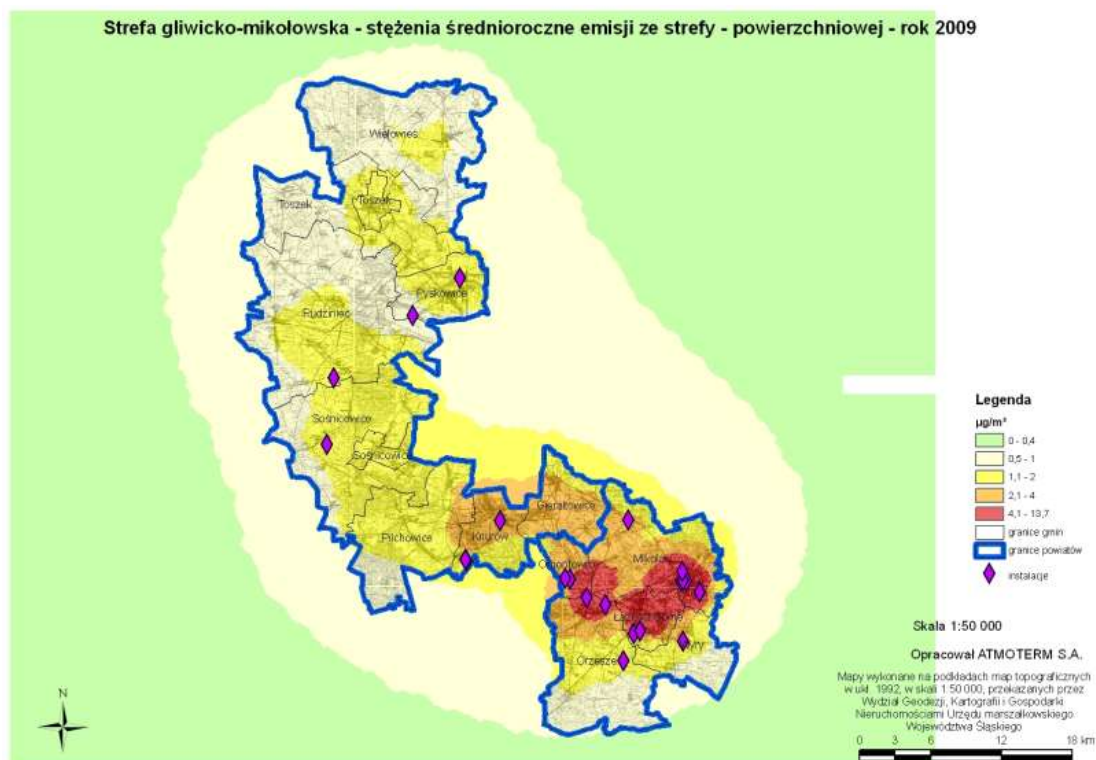 Strefa gliwicko-mikołowska - stężenia średnioroczne emisji ze strefy - powierzchniowej - rok 2009
Wielowieś
Toszek
Toszek
Pyskowice
Rudziniec
Sośnicowice
Sośnicowice
Gierałtowice
Pilchowice
Knurów
Ornontowice
Orzesze
Legenda
µg/m³
0 - 0,4
0,5 - 1
1,1 - 2
2,1 - 4
4,1 - 13,7
granice gmin
granice powiatów
instalacje
Skala 1:50 000
Opracował ATMOTERM S.A.
Mapy wykonane na podkładach map topograficznych
w ukł. 1992, w skali 1:50 000, przekazanych przez
Wydział Geodezji, Kartografii i Gospodarki
Nieruchomościami Urzędu marszałkowskiego
Województwa Śląskiego
N
0 3 6 12 18 km